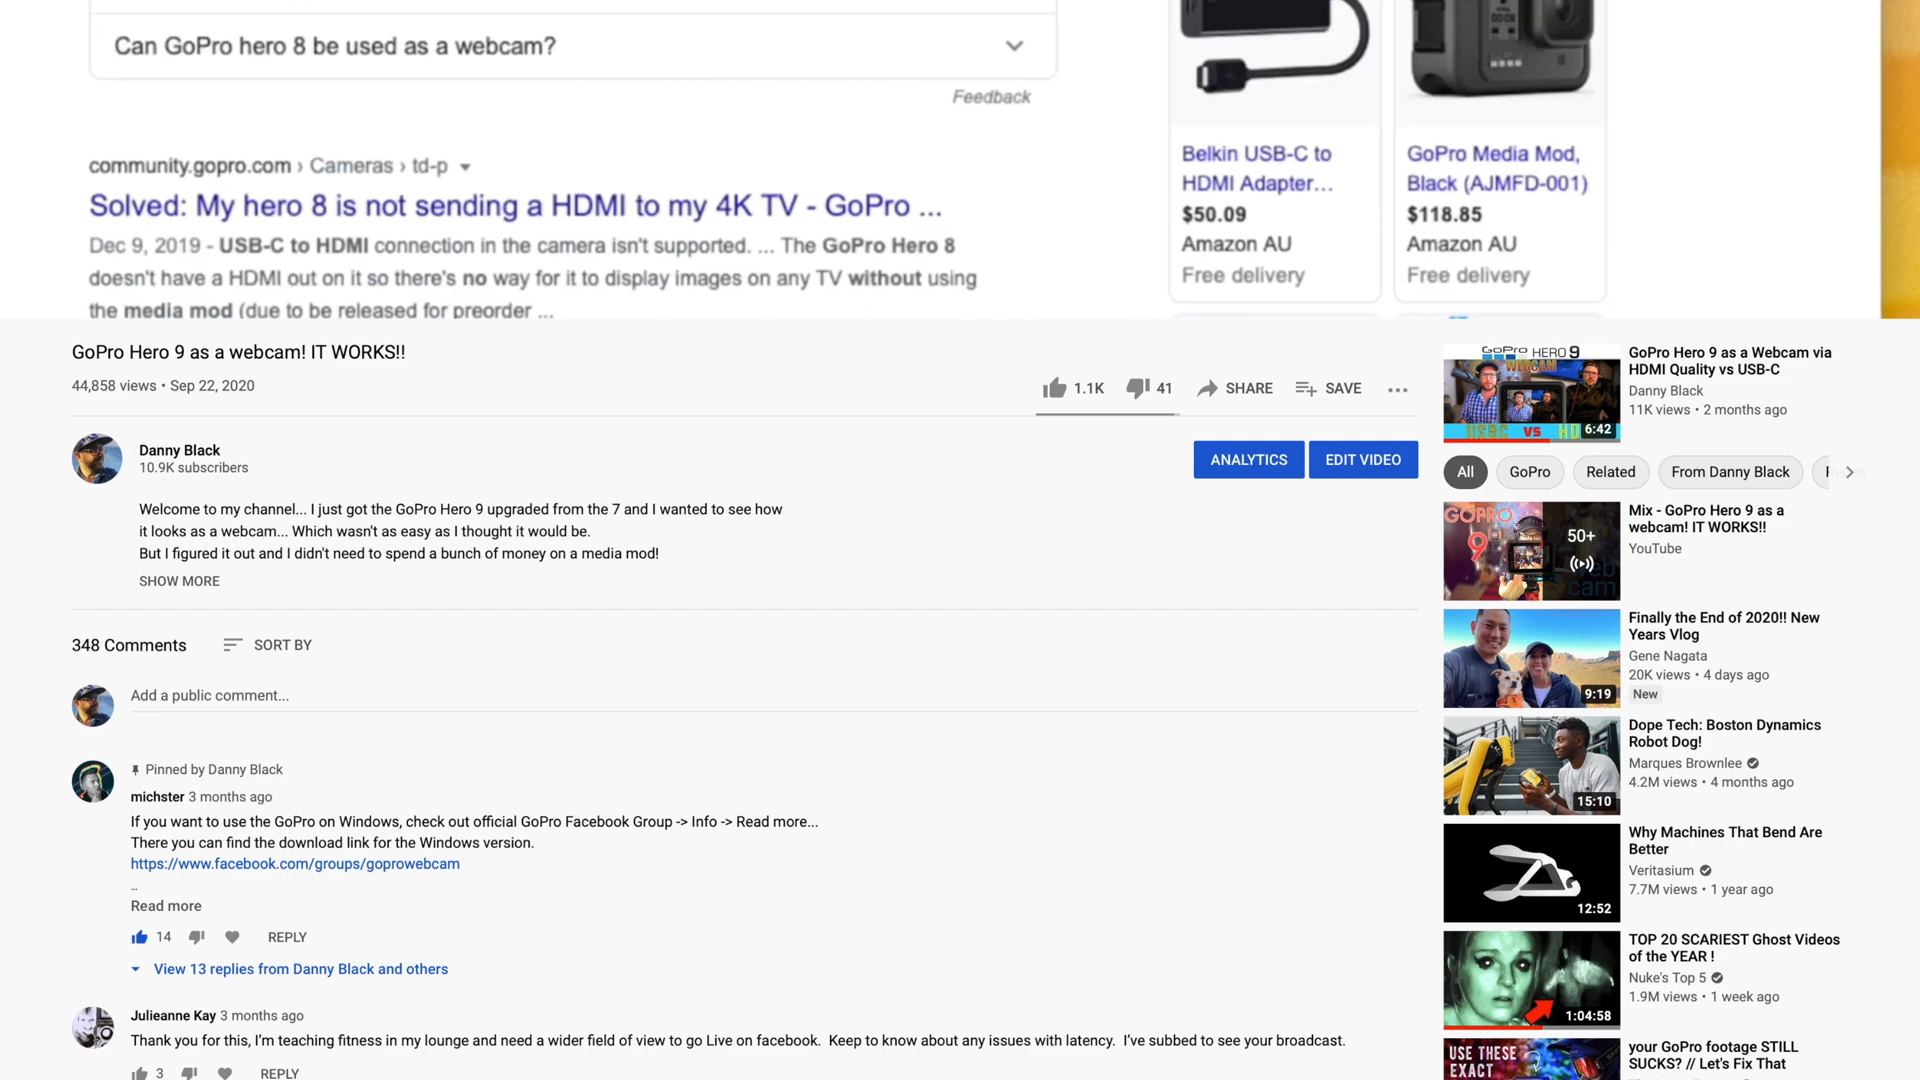 Can GoPro hero 8 be used as a webcam?
Feedback
community.gopro.com › Cameras › td-p
Solved: My hero 8 is not sending a HDMI to my 4K TV - GoPro ...
Dec 9, 2019 - USB-C to HDMI connection in the camera isn't supported. ... The GoPro Hero 8
doesn't have a HDMI out on it so there's no way for it to display images on any TV without using
the media mod (due to be released for preorder ...
Belkin USB-C to
HDMI Adapter...
$50.09
Amazon AU
Free delivery
GoPro Media Mod,
Black (AJMFD-001)
$118.85
Amazon AU
Free delivery
GoPro Hero 9 as a webcam! IT WORKS!!
44,858 views • Sep 22, 2020
1.1K
41
SHARE
SAVE
Danny Black
10.9K subscribers
ANALYTICS
EDIT VIDEO
Welcome to my channel... I just got the GoPro Hero 9 upgraded from the 7 and I wanted to see how
it looks as a webcam... Which wasn't as easy as I thought it would be.
But I figured it out and I didn't need to spend a bunch of money on a media mod!
SHOW MORE
348 Comments
SORT BY
Add a public comment...
Pinned by Danny Black
michster 3 months ago
If you want to use the GoPro on Windows, check out official GoPro Facebook Group -> Info -> Read more...
There you can find the download link for the Windows version.
https://www.facebook.com/groups/goprowebcam
...
Read more
14
REPLY
View 13 replies from Danny Black and others
Julieanne Kay 3 months ago
Thank you for this, I'm teaching fitness in my lounge and need a wider field of view to go Live on facebook. Keep to know about any issues with latency. I've subbed to see your broadcast.
3
REPLY
GoPro HERO 9
WEBCAM
USBC VS HD
6:42
GoPro Hero 9 as a Webcam via
HDMI Quality vs USB-C
Danny Black
11K views • 2 months ago
All
GoPro
Related
From Danny Black
GOPRO
9
50+
web
cam
Mix - GoPro Hero 9 as a
webcam! IT WORKS!!
YouTube
9:19
Finally the End of 2020!! New
Years Vlog
Gene Nagata
20K views • 4 days ago
New
15:10
Dope Tech: Boston Dynamics
Robot Dog!
Marques Brownlee
4.2M views • 4 months ago
12:52
Why Machines That Bend Are
Better
Veritasium
7.7M views • 1 year ago
1:04:58
TOP 20 SCARIEST Ghost Videos
of the YEAR !
Nuke's Top 5
1.9M views • 1 week ago
USE THESE
EXACT
your GoPro footage STILL
SUCKS? // Let's Fix That